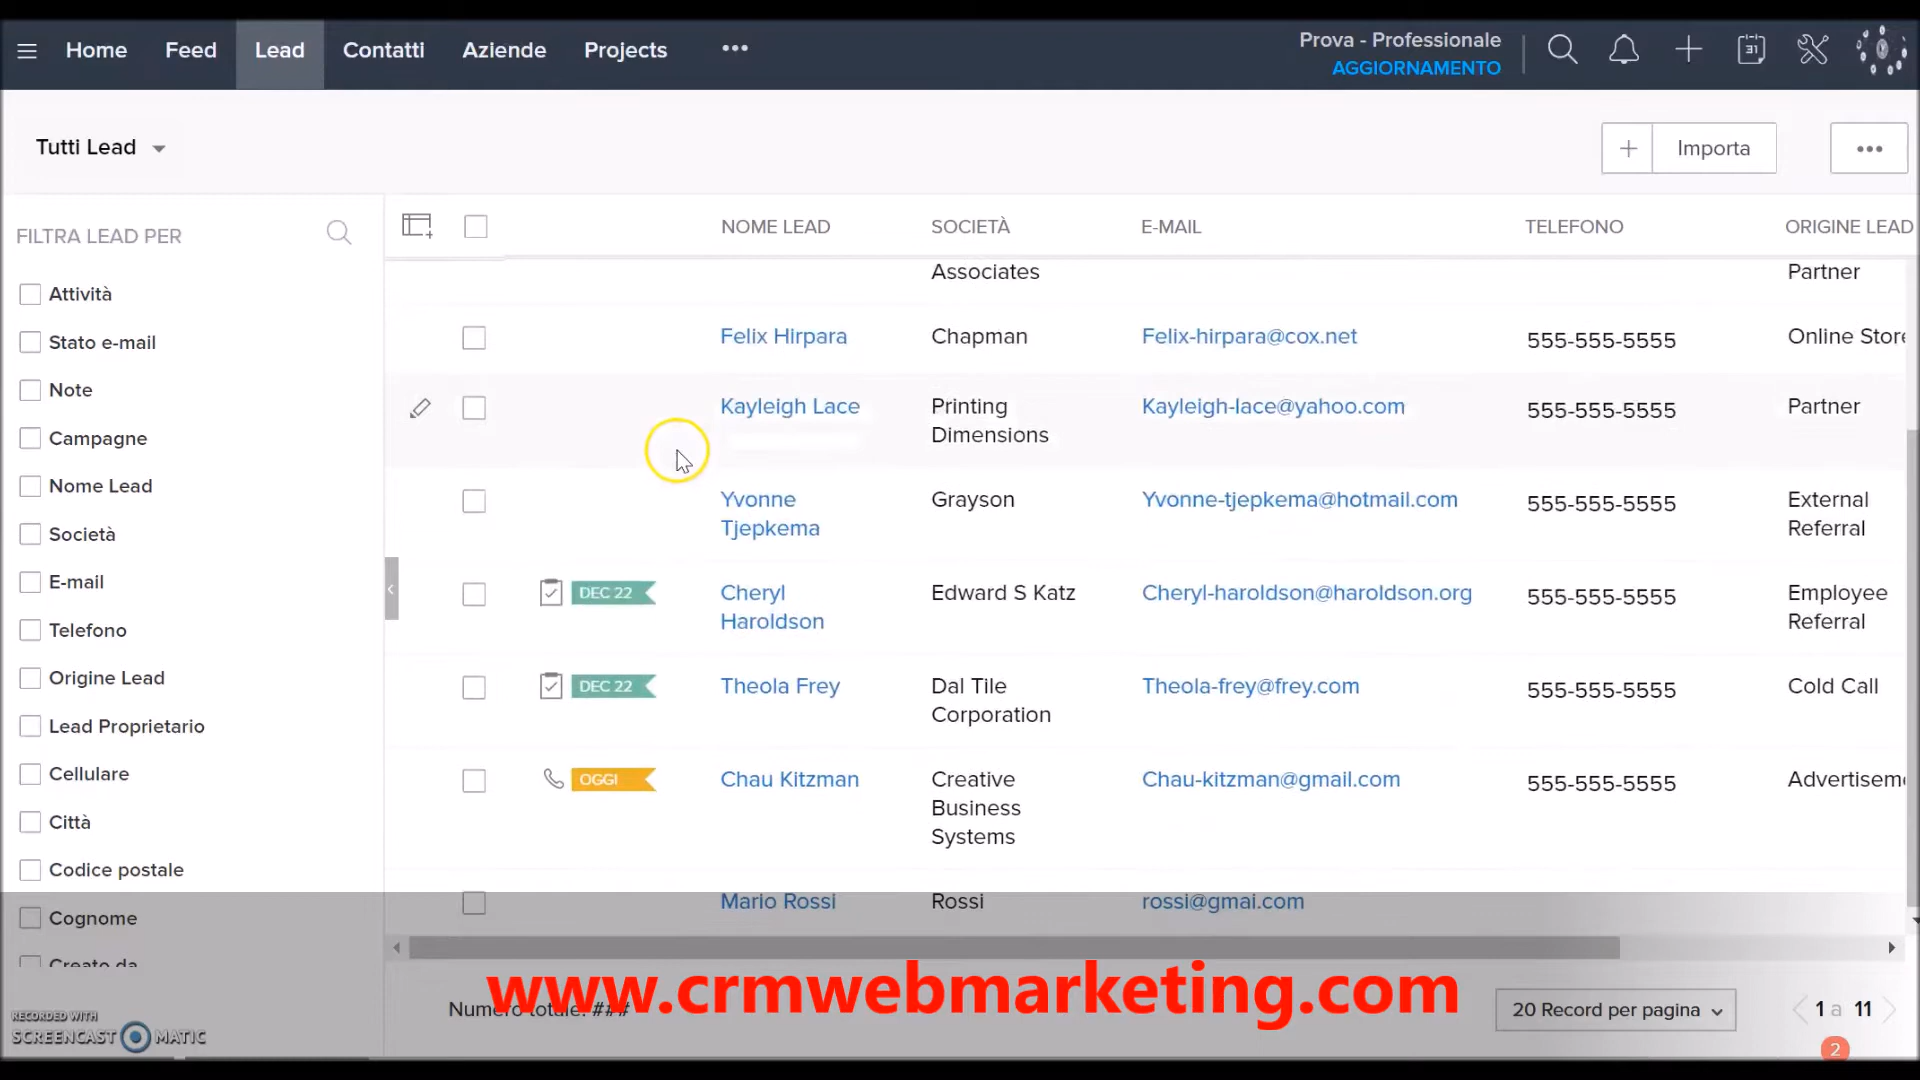 Home Feed Lead Contatti Aziende Projects •••
Prova - Professionale
AGGIORNAMENTO
31
Tutti Lead
+ Importa •••
FILTRA LEAD PER
Attività
Stato e-mail
Note
Campagne
Nome Lead
Società
E-mail
Telefono
Origine Lead
Lead Proprietario
Cellulare
Città
Codice postale
Cognome
Creato da
NOME LEAD SOCIETÀ E-MAIL TELEFONO ORIGINE LEAD
Associates Partner
Felix Hirpara Chapman Felix-hirpara@cox.net 555-555-5555 Online Store
Kayleigh Lace Printing Kayleigh-lace@yahoo.com 555-555-5555 Partner
Dimensions
Yvonne Grayson Yvonne-tjepkema@hotmail.com 555-555-5555 External
Tjepkema Referral
DEC 22 Cheryl Edward S Katz Cheryl-haroldson@haroldson.org 555-555-5555 Employee
Haroldson Referral
DEC 22 Theola Frey Dal Tile Theola-frey@frey.com 555-555-5555 Cold Call
Corporation
OGGI Chau Kitzman Creative Chau-kitzman@gmail.com 555-555-5555 Advertisem
Business
Systems
Mario Rossi Rossi rossi@gmai.com
www.crmwebmarketing.com
Numero totale: ###
20 Record per pagina
1 a 11
2
RECORDED WITH
SCREENCAST MATIC